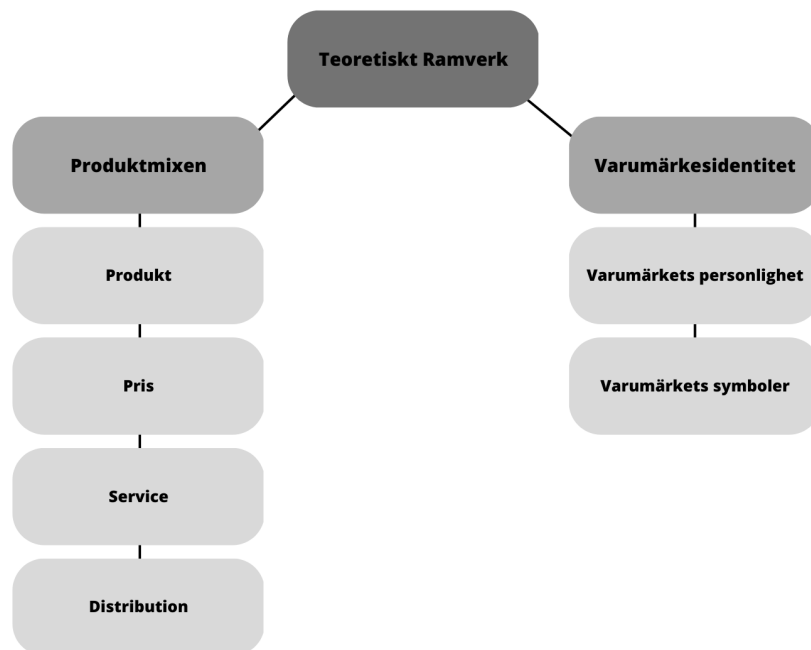 Teoretiskt Ramverk
Produktmixen
Varumärkesidentitet
Produkt
Varumärkets personlighet
Pris
Varumärkets symboler
Service
Distribution